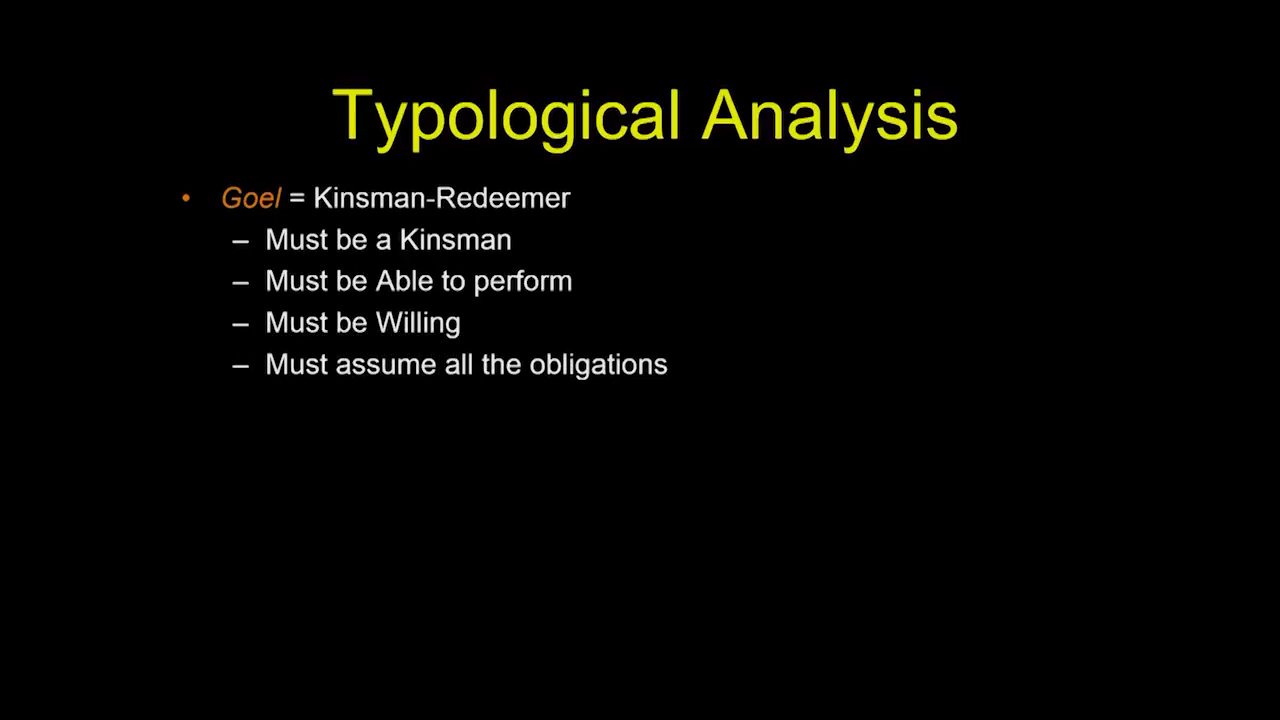 Typological Analysis
• Goel = Kinsman-Redeemer
– Must be a Kinsman
– Must be Able to perform
– Must be Willing
– Must assume all the obligations